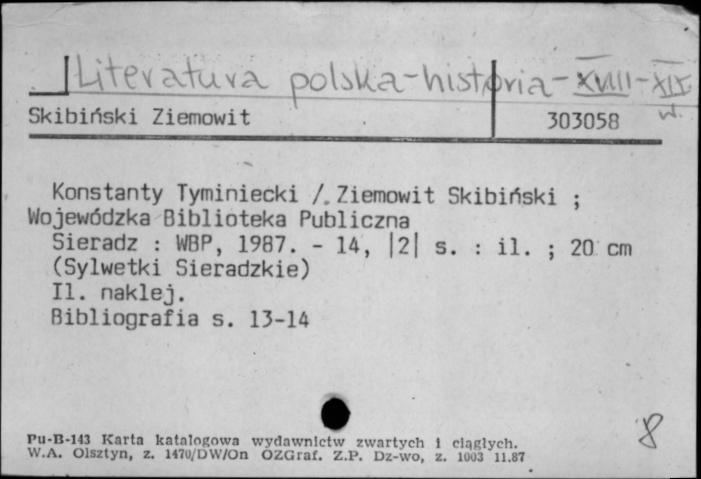 Literatura polska-historia-XVIII-XIX w.
Skibiński Ziemowit 303058
Konstanty Tyminiecki / Ziemowit Skibiński ;
Wojewódzka Biblioteka Publiczna
Sieradz : WBP, 1987. - 14, |2| s. : il. ; 20 cm
(Sylwetki Sieradzkie)
Il. naklej.
Bibliografia s. 13-14
8
Pu-B-143 Karta katalogowa wydawnictw zwartych i ciągłych.
W.A. Olsztyn, z. 1470/DW/On OZGraf. Z.P. Dz-wo, z. 1003 11.87